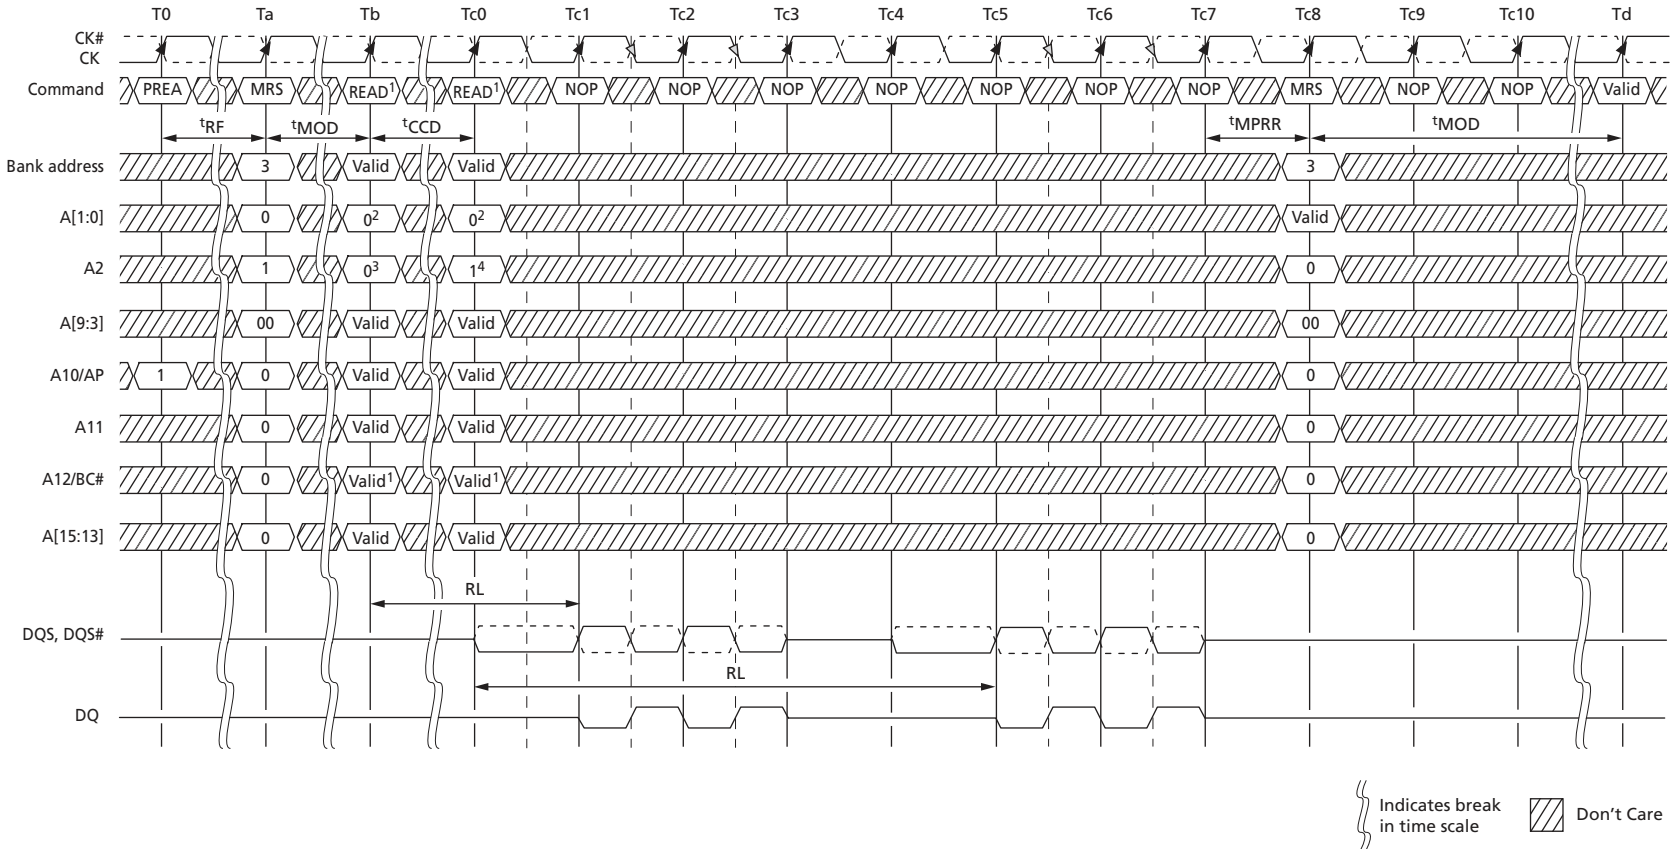 T0 Ta Tb Tc0 Tc1 Tc2 Tc3 Tc4 Tc5 Tc6 Tc7 Tc8 Tc9 Tc10 Td
CK#
CK
Command PREA MRS READ¹ READ¹ NOP NOP NOP NOP NOP NOP NOP MRS NOP NOP Valid
ᵗRF ᵗMOD ᵗCCD ᵗMPRR ᵗMOD
Bank address 3 Valid Valid 3
A[1:0] 0 0² 0² Valid
A2 1 0³ 1⁴ 0
A[9:3] 00 Valid Valid 00
A10/AP 1 0 Valid Valid 0
A11 0 Valid Valid 0
A12/BC# 0 Valid¹ Valid¹ 0
A[15:13] 0 Valid Valid 0
RL
DQS, DQS#
RL
DQ
Indicates break
in time scale
Don't Care